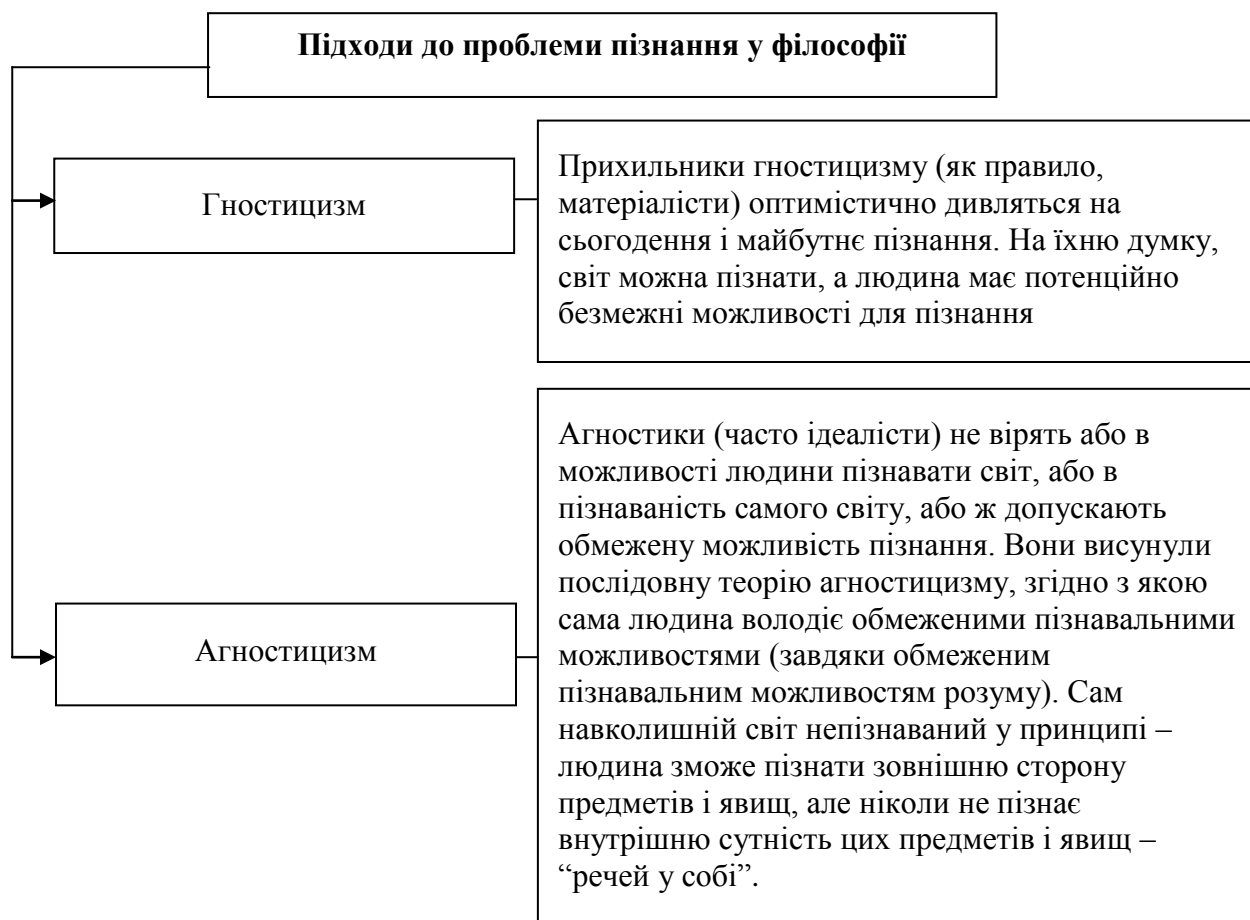 Підходи до проблеми пізнання у філософії
Гностицизм
Прихильники гностицизму (як правило,
матеріалісти) оптимістично дивляться на
сьогодення і майбутнє пізнання. На їхню думку,
світ можна пізнати, а людина має потенційно
безмежні можливості для пізнання
Агностицизм
Агностики (часто ідеалісти) не вірять або в
можливості людини пізнавати світ, або в
пізнаваність самого світу, або ж допускають
обмежену можливість пізнання. Вони висунули
послідовну теорію агностицизму, згідно з якою
сама людина володіє обмеженими пізнавальними
можливостями (завдяки обмеженим
пізнавальним можливостям розуму). Сам
навколишній світ непізнаваний у принципі –
людина зможе пізнати зовнішню сторону
предметів і явищ, але ніколи не пізнає
внутрішню сутність цих предметів і явищ –
“речей у собі”.